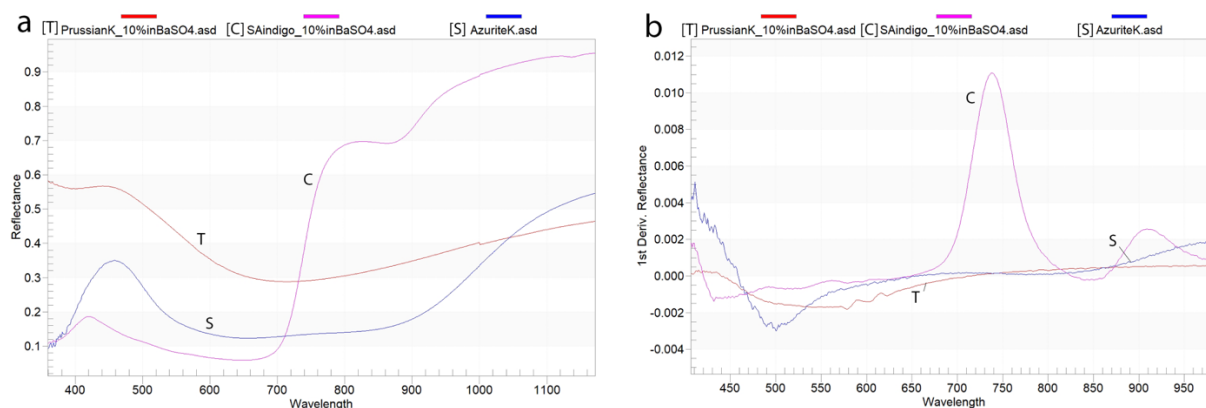 a
[T] PrussianK_10%inBaSO4.asd [C] SAindigo_10%inBaSO4.asd [S] AzuriteK.asd
Reflectance
0.9
0.8
0.7
0.6
0.5
0.4
0.3
0.2
0.1
C
T
S
400 500 600 700 800 900 1000 1100
Wavelength
b
[T] PrussianK_10%inBaSO4.asd [C] SAindigo_10%inBaSO4.asd [S] AzuriteK.asd
1st Deriv. Reflectance
0.012
0.010
0.008
0.006
0.004
0.002
0.000
-0.002
-0.004
C
S
T
450 500 550 600 650 700 750 800 850 900 950
Wavelength